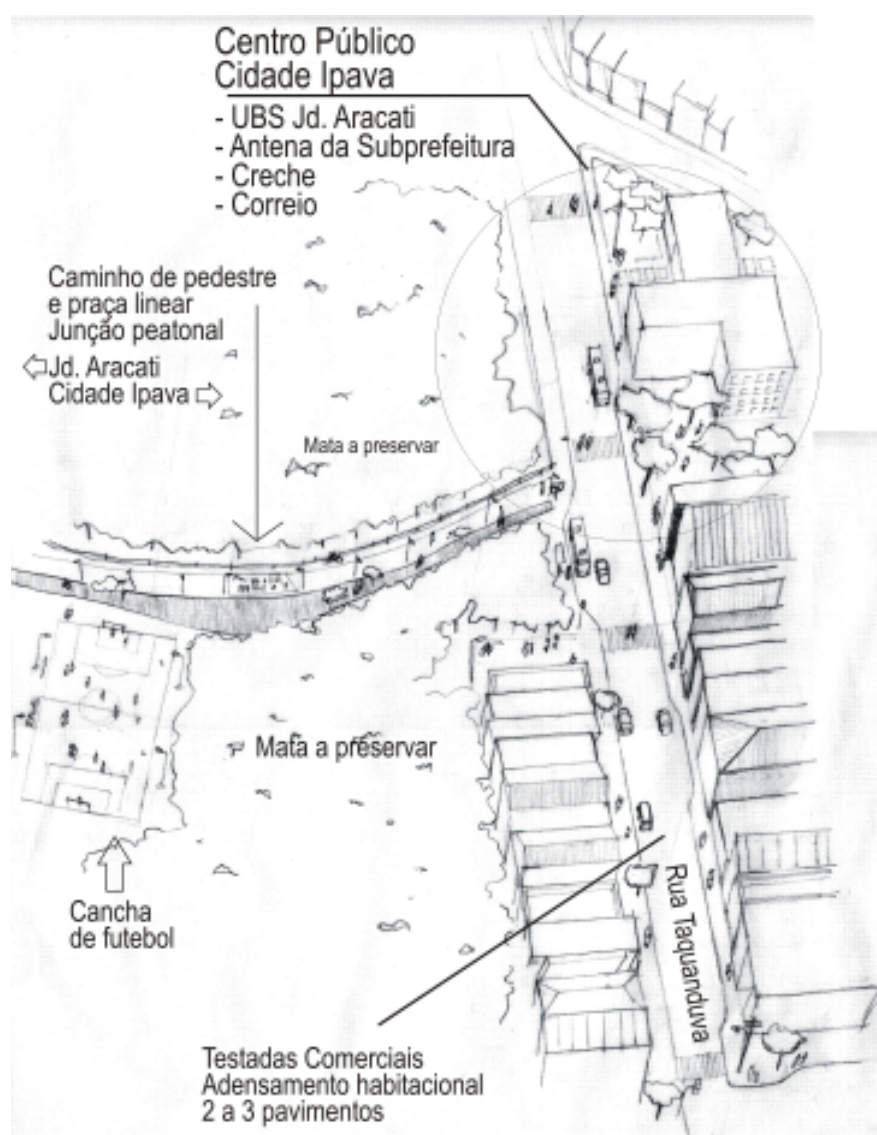 Centro Público
Cidade Ipava
- UBS Jd. Aracati
- Antena da Subprefeitura
- Creche
- Correio
Caminho de pedestre
e praça linear
Junção peatonal
Jd. Aracati
Cidade Ipava
Mata a preservar
Mata a preservar
Cancha
de futebol
Rua Taquanduva
Testadas Comerciais
Adensamento habitacional
2 a 3 pavimentos